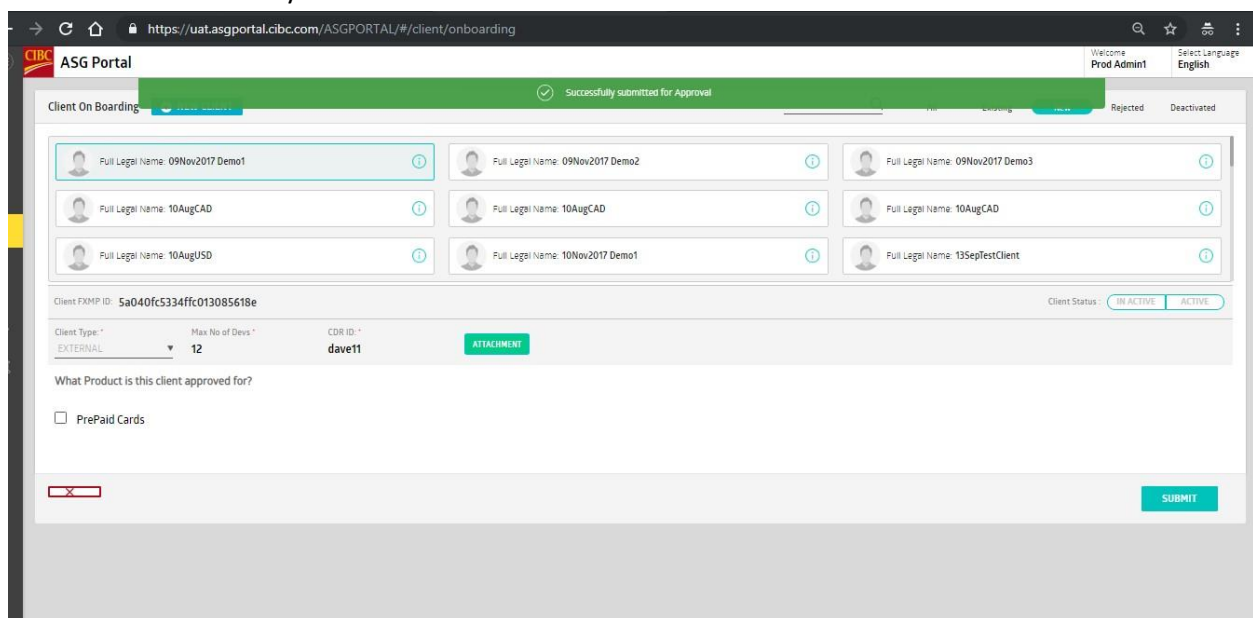 https://uat.asgportal.cibc.com/ASGPORTAL/#/client/onboarding
CIBC ASG Portal
Welcome
Prod Admin1
Select Language
English
Successfully submitted for Approval
Client On Boarding
Existing
Rejected Deactivated
Full Legal Name: 09Nov2017 Demo1 Full Legal Name: 09Nov2017 Demo2 Full Legal Name: 09Nov2017 Demo3
Full Legal Name: 10AugCAD Full Legal Name: 10AugCAD Full Legal Name: 10AugCAD
Full Legal Name: 10AugUSD Full Legal Name: 10Nov2017 Demo1 Full Legal Name: 13SepTestClient
Client FXMP ID: 5a040fc5334ffc013085618e Client Status : IN ACTIVE ACTIVE
Client Type:* Max No of Devs * CDR ID: *
EXTERNAL 12 dave11 ATTACHMENT
What Product is this client approved for?
PrePaid Cards
SUBMIT